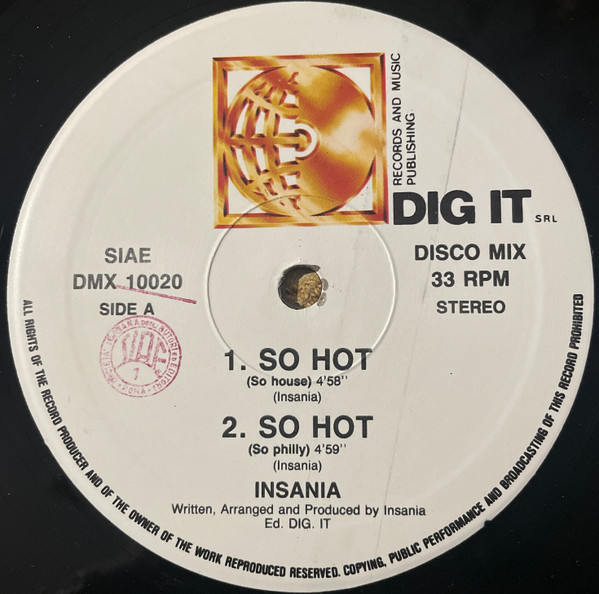 RECORDS AND MUSIC
PUBLISHING
DIG IT SRL
SIAE
DMX 10020
SIDE A
DISCO MIX
33 RPM
STEREO
1. SO HOT
(So house) 4'58''
(Insania)
2. SO HOT
(So philly) 4'59''
(Insania)
INSANIA
Written, Arranged and Produced by Insania
Ed. DIG. IT
ALL RIGHTS OF THE RECORD PRODUCER AND OF THE OWNER OF THE WORK REPRODUCED RESERVED. COPYING, PUBLIC PERFORMANCE AND BROADCASTING OF THIS RECORD PROHIBITED